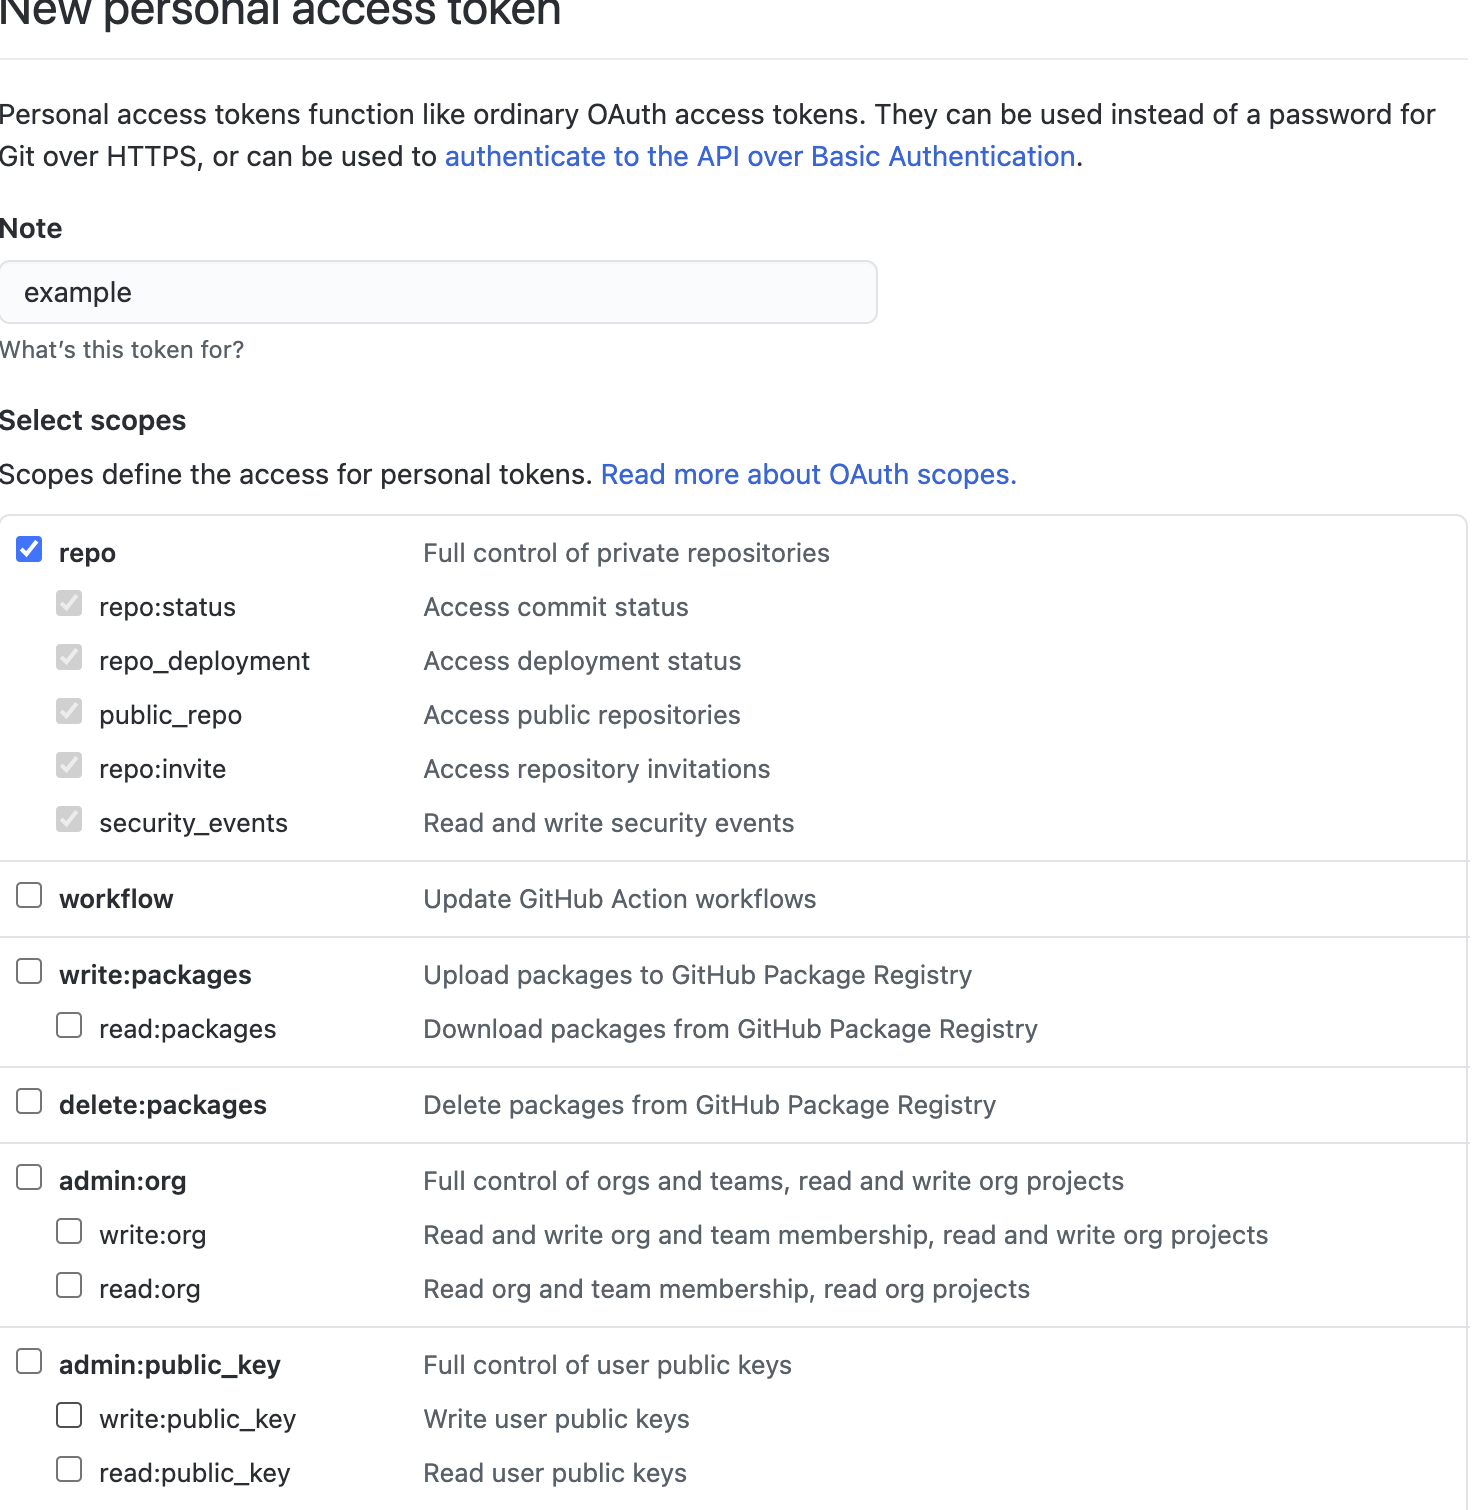 New personal access token
Personal access tokens function like ordinary OAuth access tokens. They can be used instead of a password for
Git over HTTPS, or can be used to authenticate to the API over Basic Authentication.
Note
example
What's this token for?
Select scopes
Scopes define the access for personal tokens. Read more about OAuth scopes.
repo Full control of private repositories
repo:status Access commit status
repo_deployment Access deployment status
public_repo Access public repositories
repo:invite Access repository invitations
security_events Read and write security events
workflow Update GitHub Action workflows
write:packages Upload packages to GitHub Package Registry
read:packages Download packages from GitHub Package Registry
delete:packages Delete packages from GitHub Package Registry
admin:org Full control of orgs and teams, read and write org projects
write:org Read and write org and team membership, read and write org projects
read:org Read org and team membership, read org projects
admin:public_key Full control of user public keys
write:public_key Write user public keys
read:public_key Read user public keys